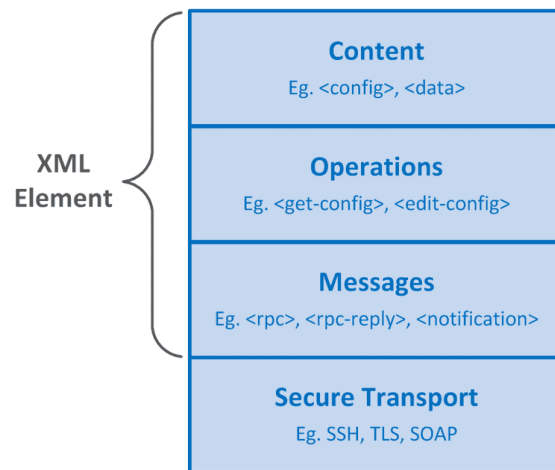 Content
Eg. <config>, <data>
XML
Element
Operations
Eg. <get-config>, <edit-config>
Messages
Eg. <rpc>, <rpc-reply>, <notification>
Secure Transport
Eg. SSH, TLS, SOAP